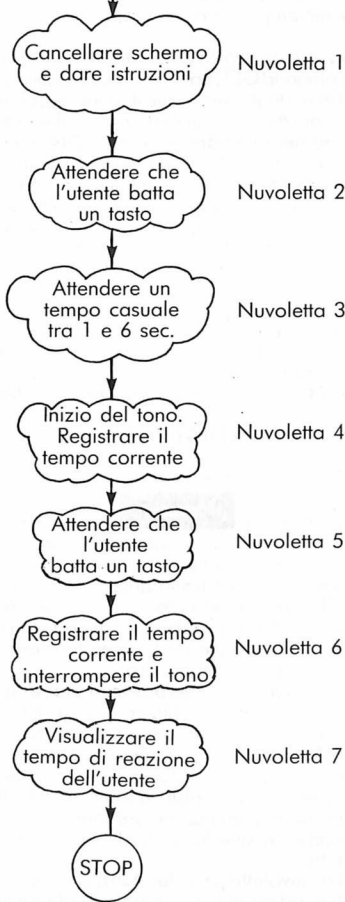 Cancellare schermo
e dare istruzioni
Nuvoletta 1
Attendere che
l'utente batta
un tasto
Nuvoletta 2
Attendere un
tempo casuale
tra 1 e 6 sec.
Nuvoletta 3
Inizio del tono.
Registrare il
tempo corrente
Nuvoletta 4
Attendere che
l'utente
batta un tasto
Nuvoletta 5
Registrare il tempo
corrente e
interrompere il tono
Nuvoletta 6
Visualizzare il
tempo di reazione
dell'utente
Nuvoletta 7
STOP